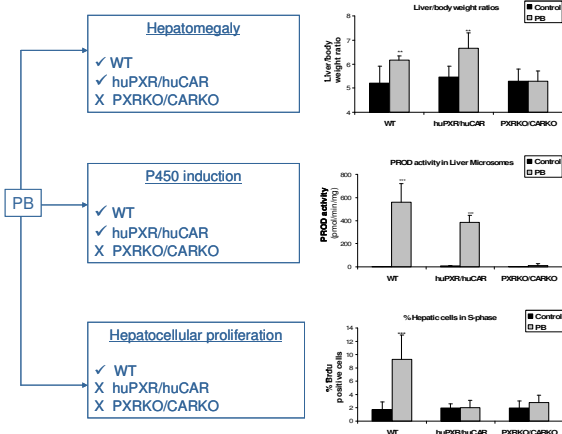 PB
Hepatomegaly
✓ WT
✓ huPXR/huCAR
X PXRKO/CARKO
Liver/body weight ratios
Control
PB
Liver/body
weight ratio
8
7
6
5
4
**
**
WT
huPXR/huCAR
PXRKO/CARKO
P450 induction
✓ WT
✓ huPXR/huCAR
X PXRKO/CARKO
PROD activity in Liver Microsomes
Control
PB
PROD activity
(pmol/min/mg)
800
600
400
200
0
***
***
WT
huPXR/huCAR
PXRKO/CARKO
Hepatocellular proliferation
✓ WT
X huPXR/huCAR
X PXRKO/CARKO
% Hepatic cells in S-phase
Control
PB
% Brdu
positive cells
14
12
10
8
6
4
2
0
***
WT
huPXR/huCAR
PXRKO/CARKO